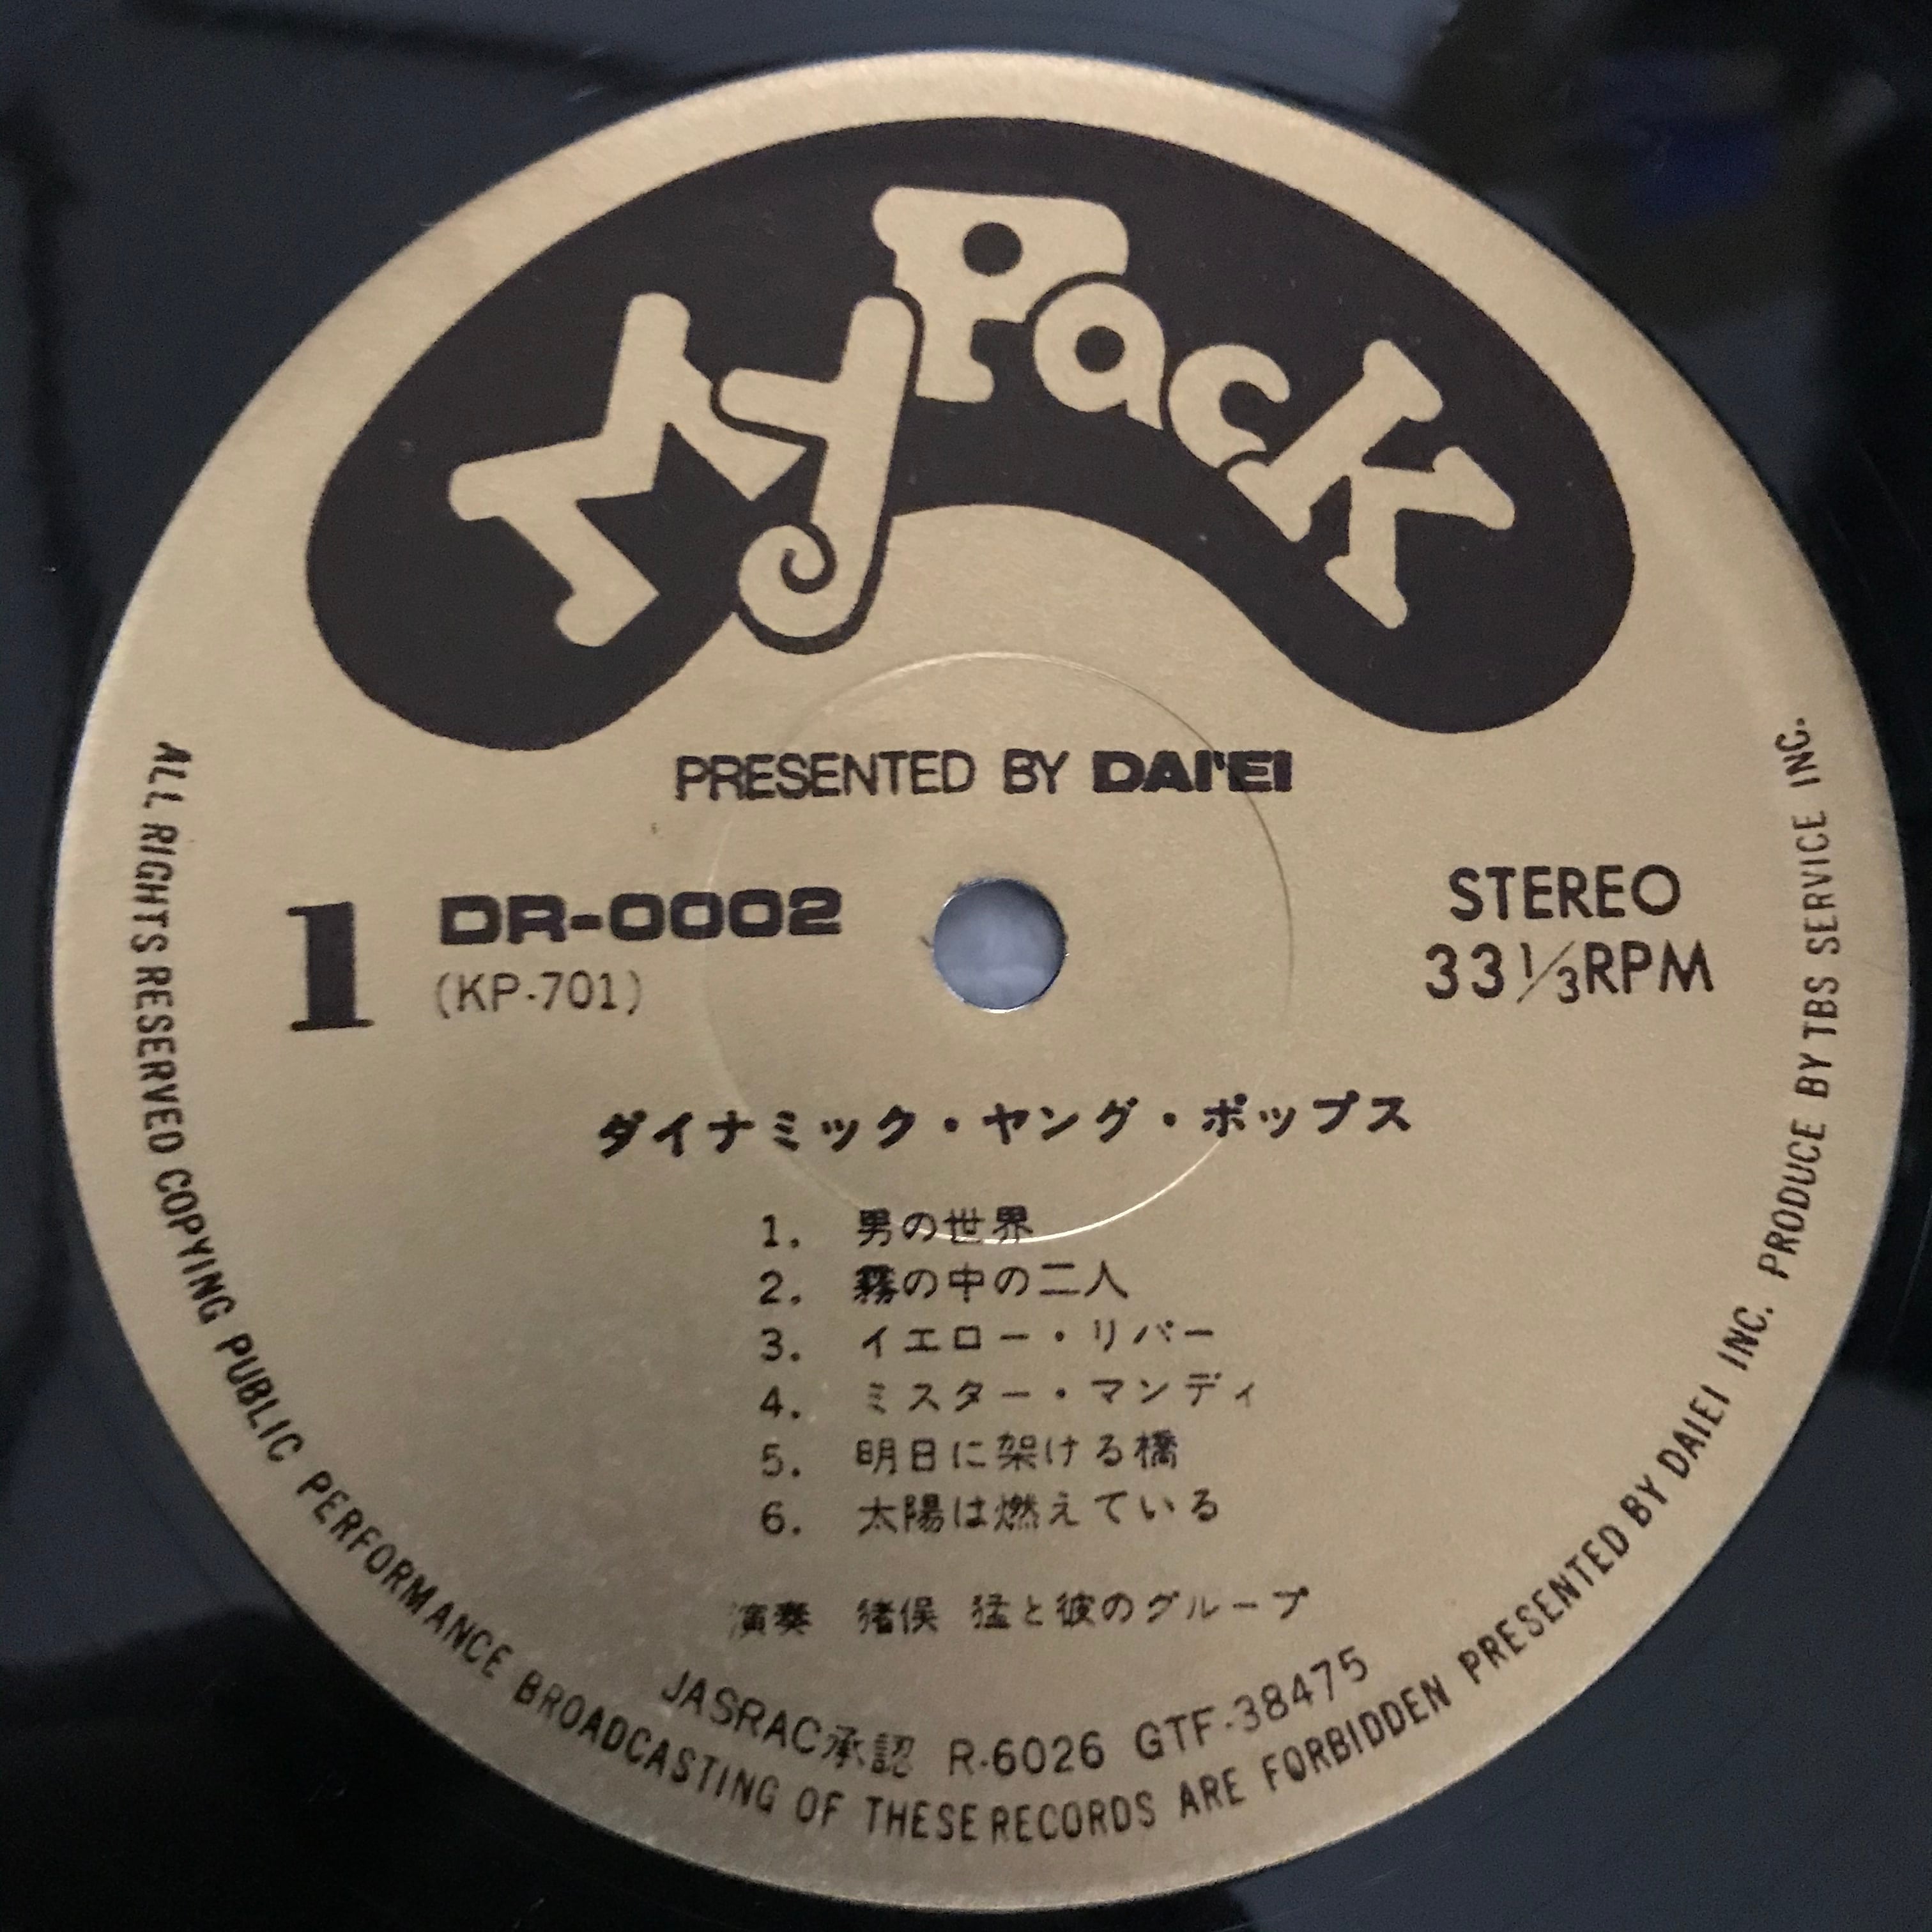 MyPack
PRESENTED BY DAI'EI
1
DR-0002
(KP-701)
STEREO
33 1/3 RPM
ダイナミック・ヤング・ポップス
1. 男の世界
2. 霧の中の二人
3. イエロー・リバー
4. ミスター・マンディ
5. 明日に架ける橋
6. 太陽は燃えている
演奏 猪俣 猛と彼のグループ
JASRAC承認 R-6026 GTF-38475
ALL RIGHTS RESERVED COPYING PUBLIC PERFORMANCE BROADCASTING OF THESE RECORDS ARE FORBIDDEN PRESENTED BY DAIEI INC. PRODUCE BY TBS SERVICE INC.